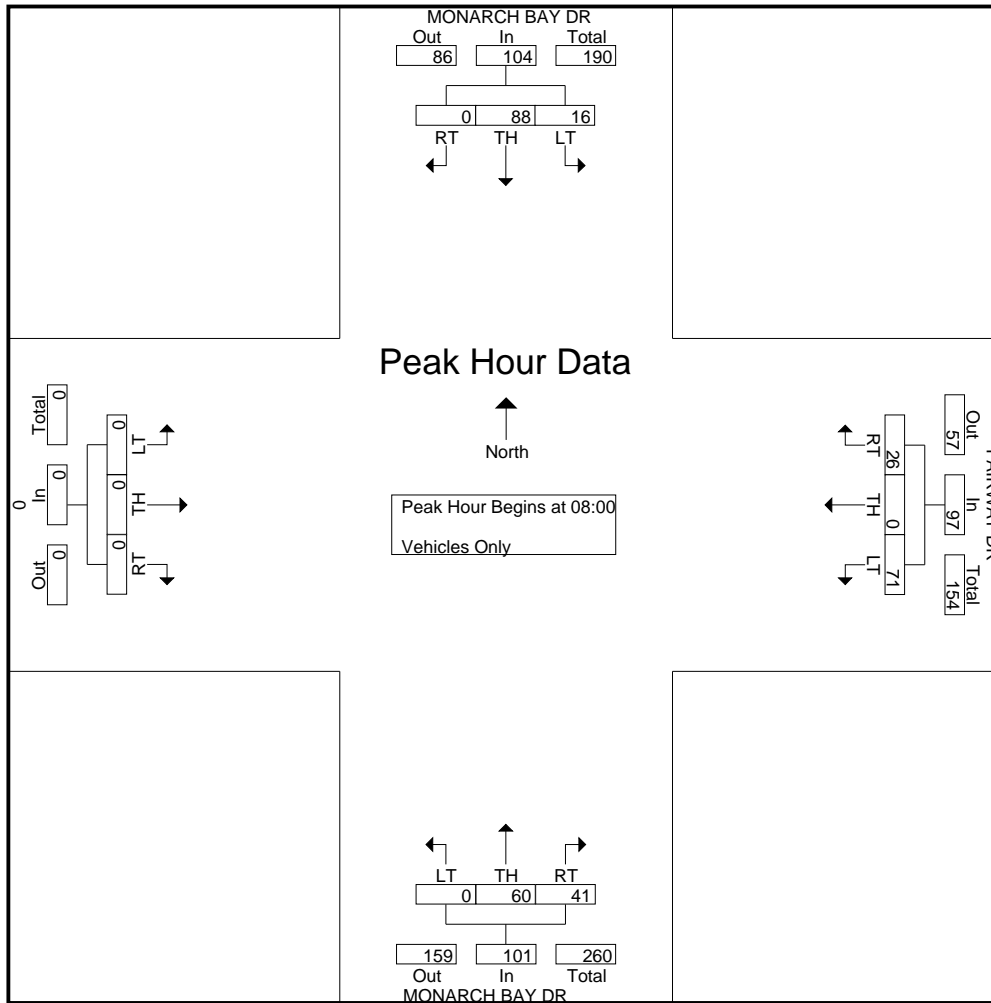 MONARCH BAY DR
Out In Total
86 104 190
0 88 16
RT TH LT
Peak Hour Data
North
Peak Hour Begins at 08:00
Vehicles Only
0
Total In Out
0 0 0
0 0 0
LT TH RT
Out In Total
57 97 154
26 0 71
RT TH LT
LT TH RT
0 60 41
159 101 260
Out In Total
MONARCH BAY DR